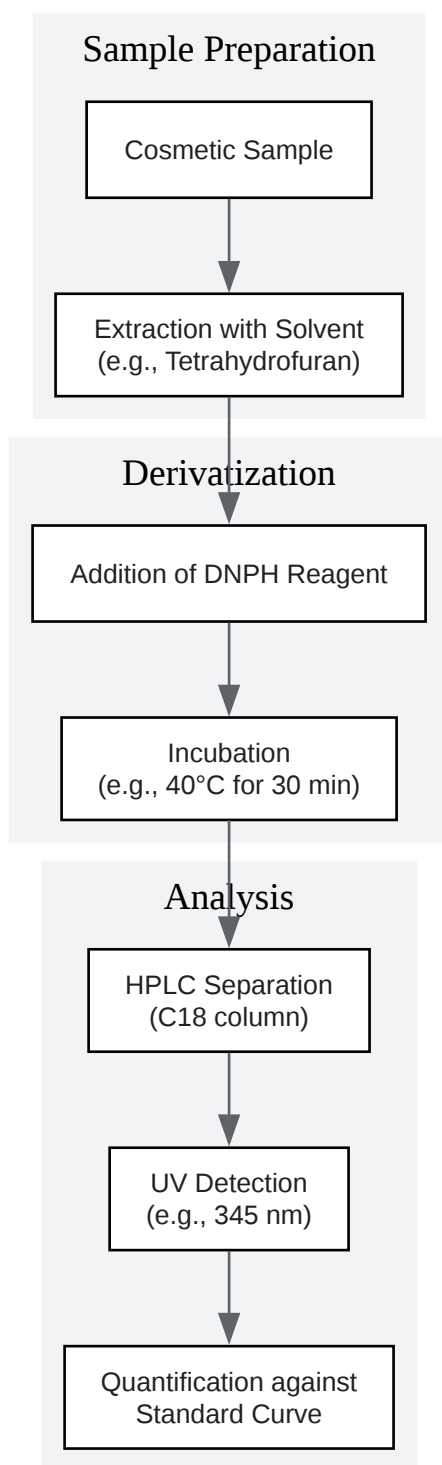 Sample Preparation
Cosmetic Sample
Extraction with Solvent
(e.g., Tetrahydrofuran)
Derivatization
Addition of DNPH Reagent
Incubation
(e.g., 40°C for 30 min)
Analysis
HPLC Separation
(C18 column)
UV Detection
(e.g., 345 nm)
Quantification against
Standard Curve